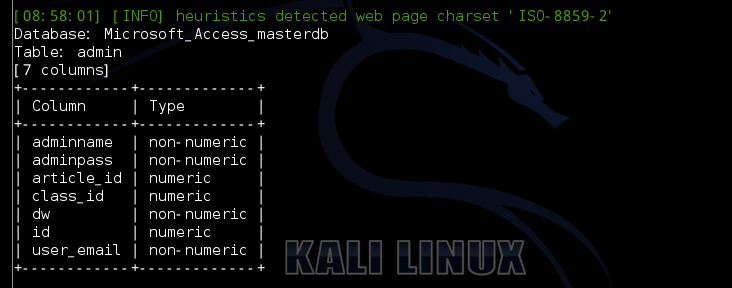 [08:58:01] [INFO] heuristics detected web page charset 'ISO-8859-2'
Database: Microsoft_Access_masterdb
Table: admin
[7 columns]
+------------+-------------+
| Column | Type |
+------------+-------------+
| adminname | non-numeric |
| adminpass | non-numeric |
| article_id | numeric |
| class_id | numeric |
| dw | non-numeric |
| id | numeric |
| user_email | non-numeric |
+------------+-------------+
KALI LINUX